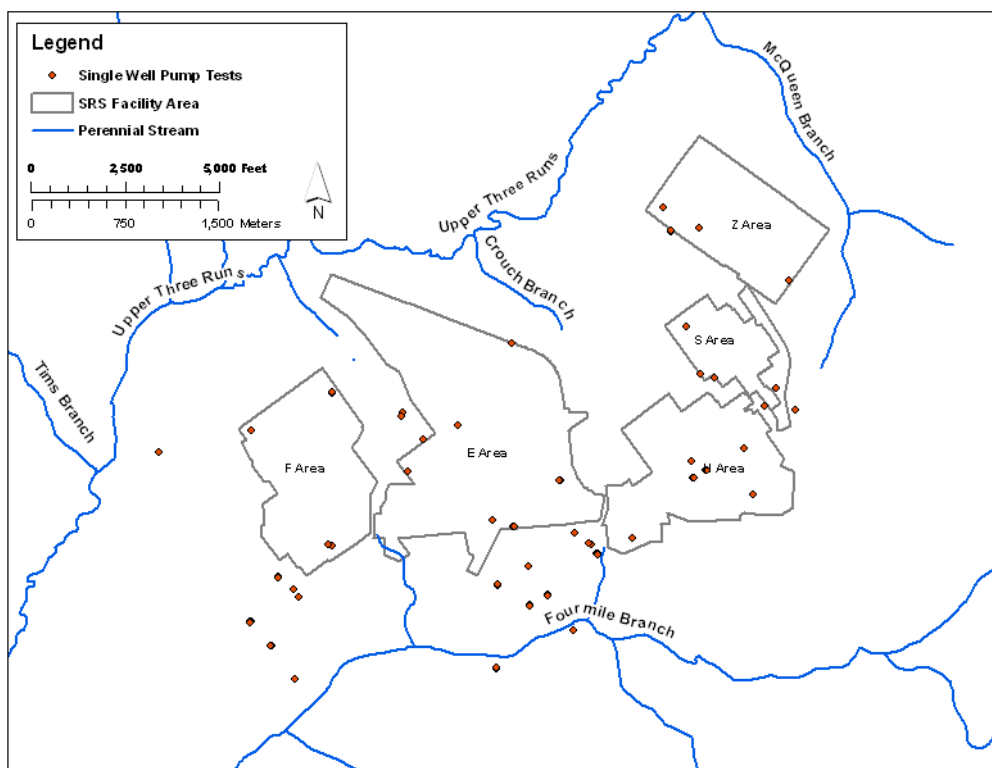 Legend
Single Well Pump Tests
SRS Facility Area
Perennial Stream
0 2,500 5,000 Feet
0 750 1,500 Meters
N
McQueen Branch
Upper Three Runs
Z Area
Crouch Branch
Upper Three Runs
S Area
Tims Branch
F Area
E Area
H Area
Fourmile Branch